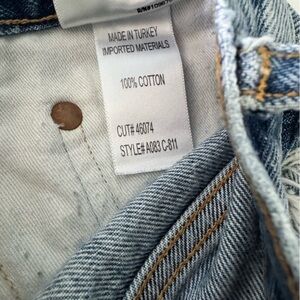 MADE IN TURKEY
IMPORTED MATERIALS
100% COTTON
CUT# 46074
STYLE# A083 C-811